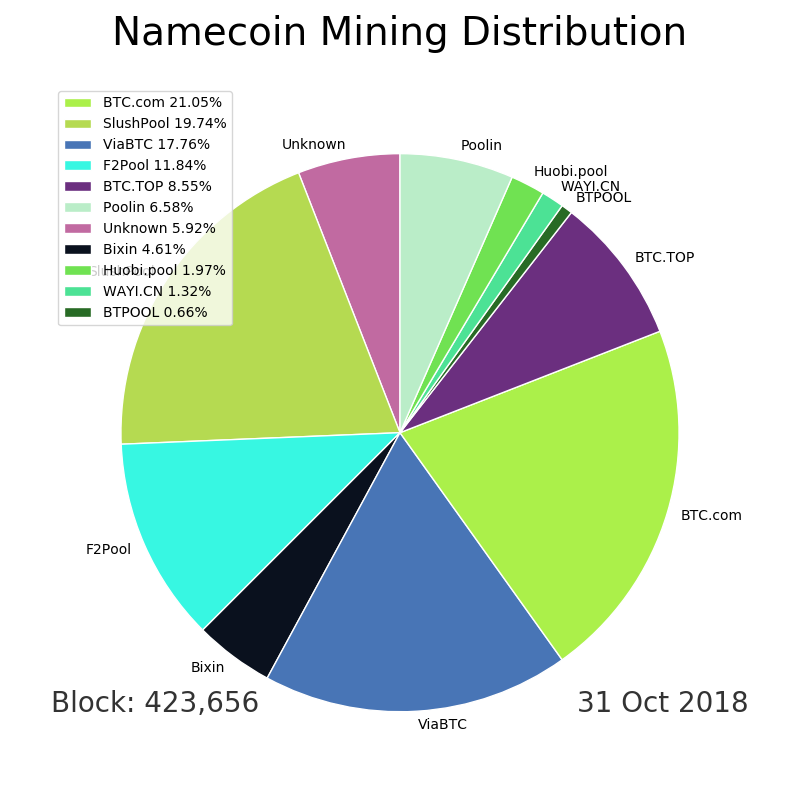 Namecoin Mining Distribution
BTC.com 21.05%
SlushPool 19.74%
ViaBTC 17.76%
F2Pool 11.84%
BTC.TOP 8.55%
Poolin 6.58%
Unknown 5.92%
Bixin 4.61%
Huobi.pool 1.97%
WAYI.CN 1.32%
BTPOOL 0.66%
Unknown
Poolin
Huobi.pool
WAYI.CN
BTPOOL
BTC.TOP
SlushPool
BTC.com
F2Pool
Bixin
ViaBTC
Block: 423,656
31 Oct 2018